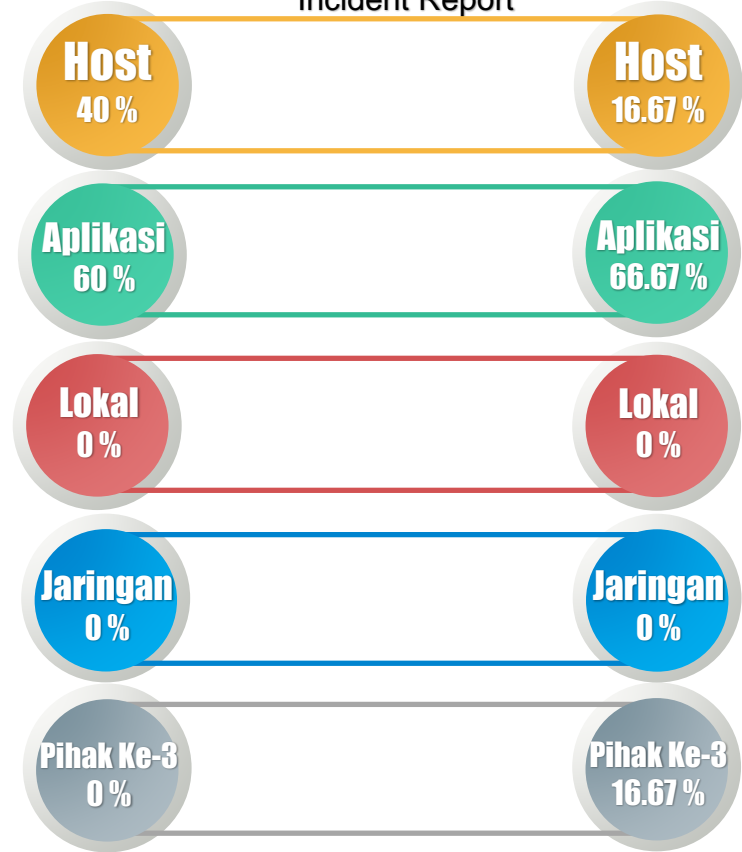 Incident Report
Host
40 %
Host
16.67 %
Aplikasi
60 %
Aplikasi
66.67 %
Lokal
0 %
Lokal
0 %
Jaringan
0 %
Jaringan
0 %
Pihak Ke-3
0 %
Pihak Ke-3
16.67 %